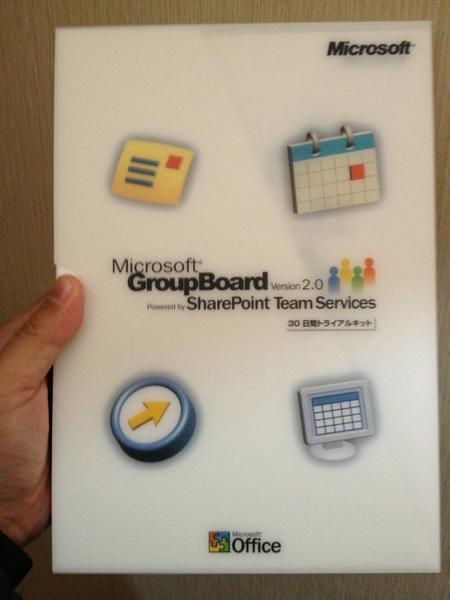 Microsoft
Microsoft
GroupBoard Version 2.0
Powered by SharePoint Team Services
30 日間トライアルキット
Microsoft
Office